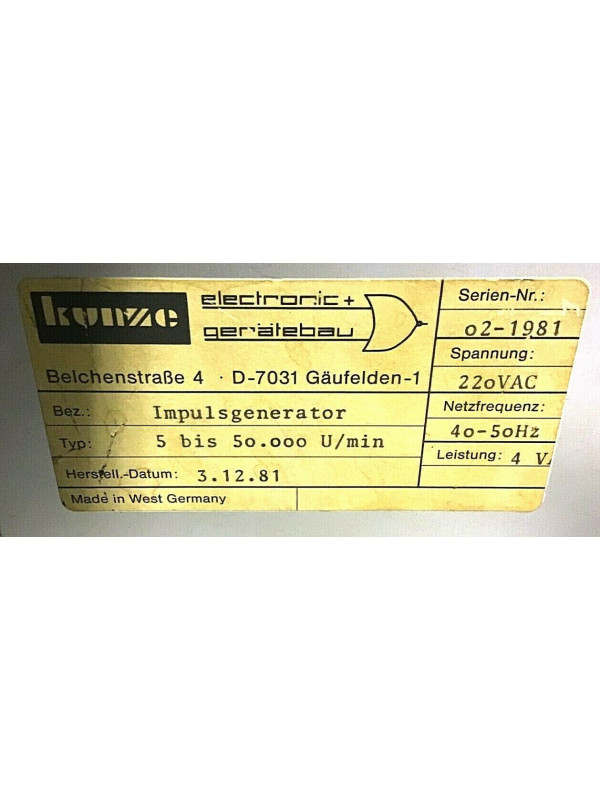 kunze
electronic +
gerätebau
Belchenstraße 4 · D-7031 Gäufelden-1
Bez.: Impulsgenerator
Typ: 5 bis 5o.ooo U/min
Herstell.-Datum: 3.12.81
Made in West Germany
Serien-Nr.:
o2-1981
Spannung:
22oVAC
Netzfrequenz:
4o-5oHz
Leistung: 4 V